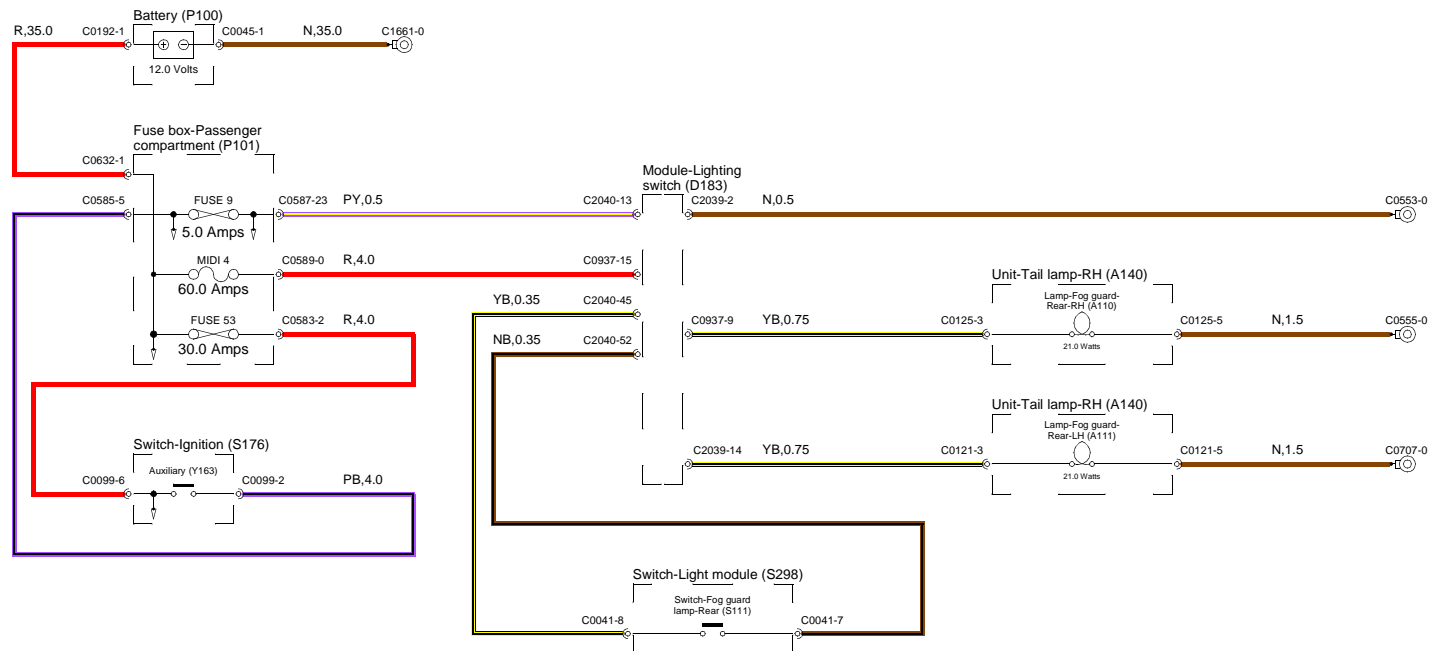 Battery (P100)
R,35.0
C0192-1
C0045-1
N,35.0
C1661-0
12.0 Volts
Fuse box-Passenger
compartment (P101)
C0632-1
C0585-5
FUSE 9
5.0 Amps
C0587-23
PY,0.5
C2040-13
Module-Lighting
switch (D183)
C2039-2
N,0.5
C0553-0
MIDI 4
60.0 Amps
C0589-0
R,4.0
C0937-15
FUSE 53
30.0 Amps
C0583-2
R,4.0
YB,0.35
C2040-45
NB,0.35
C2040-52
C0937-9
YB,0.75
C0125-3
Unit-Tail lamp-RH (A140)
Lamp-Fog guard-
Rear-RH (A110)
21.0 Watts
C0125-5
N,1.5
C0555-0
Unit-Tail lamp-RH (A140)
Lamp-Fog guard-
Rear-LH (A111)
21.0 Watts
C2039-14
YB,0.75
C0121-3
C0121-5
N,1.5
C0707-0
Switch-Ignition (S176)
Auxiliary (Y163)
C0099-6
C0099-2
PB,4.0
Switch-Light module (S298)
Switch-Fog guard
lamp-Rear (S111)
C0041-8
C0041-7